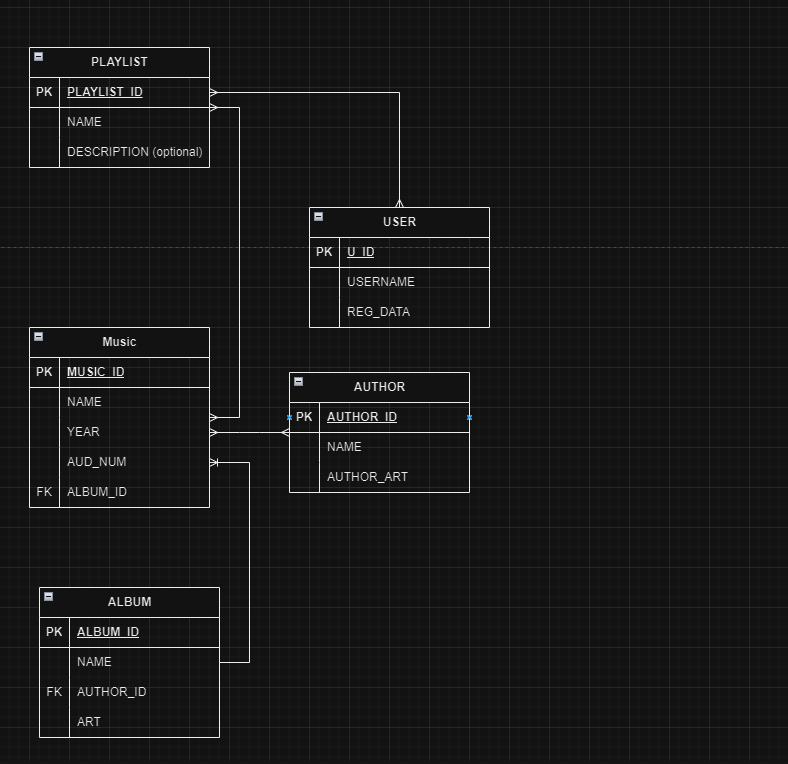 PLAYLIST
PK PLAYLIST_ID
NAME
DESCRIPTION (optional)
USER
PK U_ID
USERNAME
REG_DATA
Music
PK MUSIC_ID
NAME
YEAR
AUD_NUM
FK ALBUM_ID
AUTHOR
PK AUTHOR_ID
NAME
AUTHOR_ART
ALBUM
PK ALBUM_ID
NAME
FK AUTHOR_ID
ART